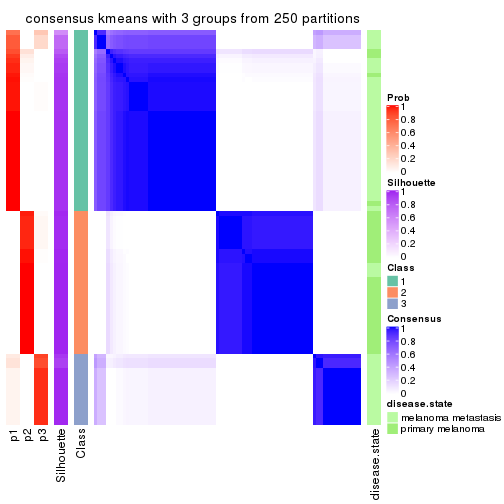 consensus kmeans with 3 groups from 250 partitions
Prob
1
0.8
0.6
0.4
0.2
0
Silhouette
1
0.8
0.6
0.4
0.2
0
Class
1
2
3
Consensus
1
0.8
0.6
0.4
0.2
0
disease.state
melanoma metastasis
primary melanoma
p1
p2
p3
Silhouette
Class
disease.state